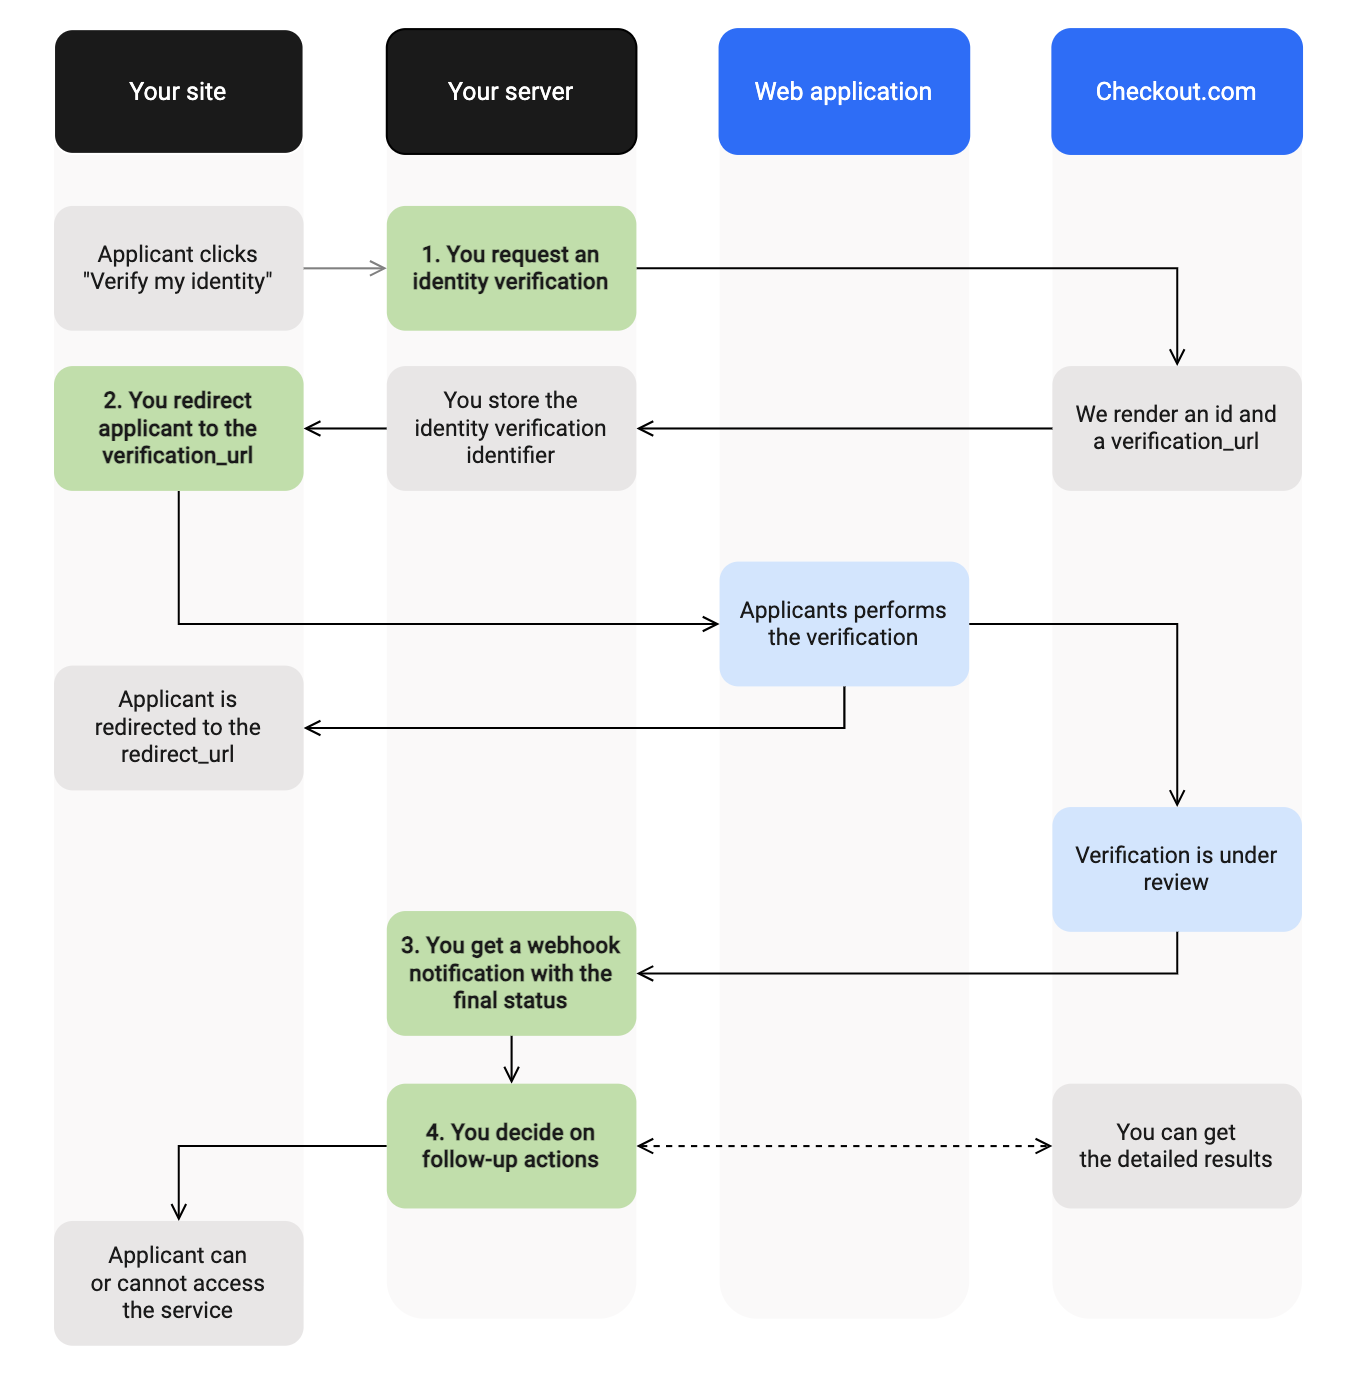 Your site
Your server
Web application
Checkout.com
Applicant clicks
"Verify my identity"
1. You request an
identity verification
2. You redirect
applicant to the
verification_url
You store the
identity verification
identifier
We render an id and
a verification_url
Applicants performs
the verification
Applicant is
redirected to the
redirect_url
Verification is under
review
3. You get a webhook
notification with the
final status
4. You decide on
follow-up actions
You can get
the detailed results
Applicant can
or cannot access
the service